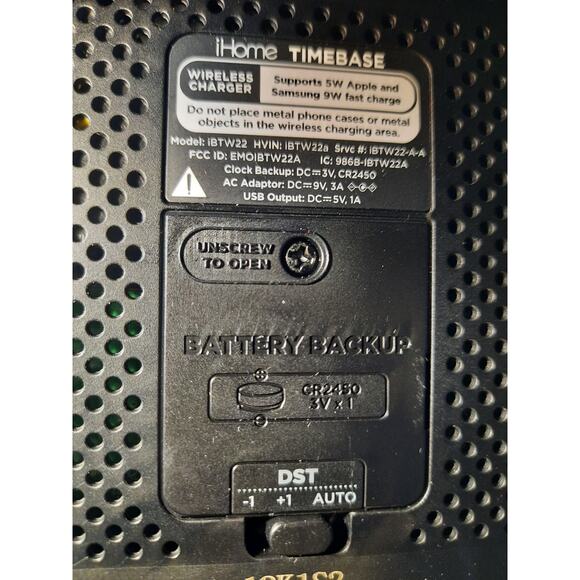 iHome TIMEBASE
WIRELESS CHARGER
Supports 5W Apple and Samsung 9W fast charge
Do not place metal phone cases or metal
objects in the wireless charging area.
Model: iBTW22 HVIN: iBTW22a Srvc #: iBTW22-A-A
FCC ID: EMOIBTW22A IC: 986B-IBTW22A
Clock Backup: DC⎓3V, CR2450
AC Adaptor: DC⎓9V, 3A
USB Output: DC⎓5V, 1A
UNSCREW
TO OPEN
BATTERY BACKUP
CR2450
3V x 1
DST
-1 +1 AUTO